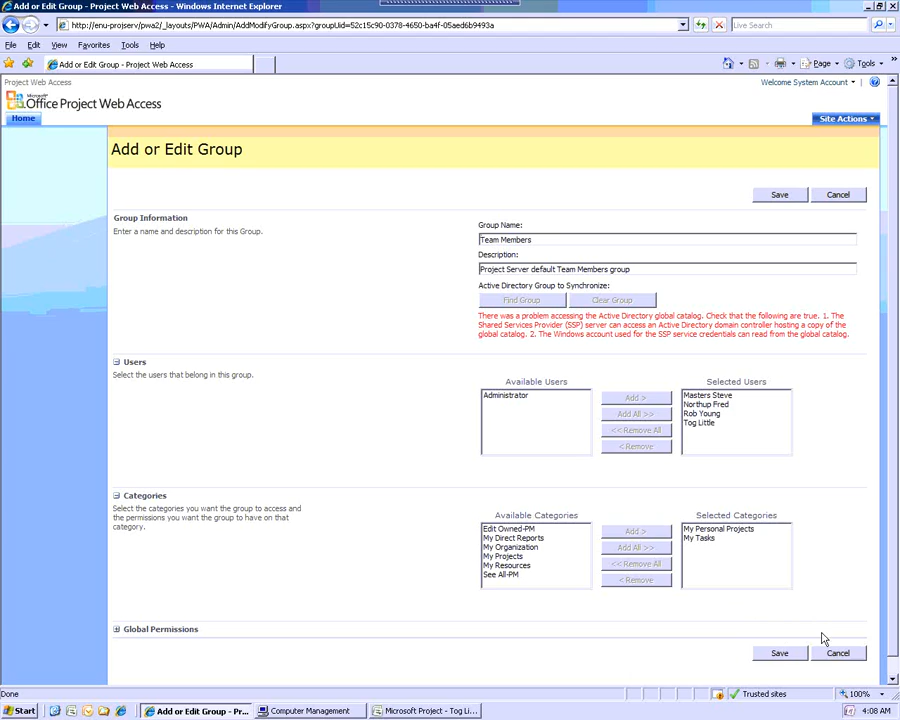 Add or Edit Group - Project Web Access - Windows Internet Explorer
http://enu-projserv/pwa2/_layouts/PWA/Admin/AddModifyGroup.aspx?groupUid=52c15c90-0378-4650-ba4f-05aed6b9493a
Live Search
File Edit View Favorites Tools Help
Add or Edit Group - Project Web Access
Page Tools
Project Web Access
Welcome System Account
Microsoft
Office Project Web Access
Home
Site Actions
Add or Edit Group
Save Cancel
Group Information
Enter a name and description for this Group.
Group Name:
Team Members
Description:
Project Server default Team Members group
Active Directory Group to Synchronize:
Find Group Clear Group
There was a problem accessing the Active Directory global catalog. Check that the following are true. 1. The
Shared Services Provider (SSP) server can access an Active Directory domain controller hosting a copy of the
global catalog. 2. The Windows account used for the SSP service credentials can read from the global catalog.
Users
Select the users that belong in this group.
Available Users
Administrator
Add >
Add All >>
<< Remove All
< Remove
Selected Users
Masters Steve
Northup Fred
Rob Young
Tog Little
Categories
Select the categories you want the group to access and
the permissions you want the group to have on that
category.
Available Categories
Edit Owned-PM
My Direct Reports
My Organization
My Projects
My Resources
See All-PM
Add >
Add All >>
<< Remove All
< Remove
Selected Categories
My Personal Projects
My Tasks
Global Permissions
Save Cancel
Done
Trusted sites
100%
Start
Add or Edit Group - Pr...
Computer Management
Microsoft Project - Tog Li...
4:08 AM